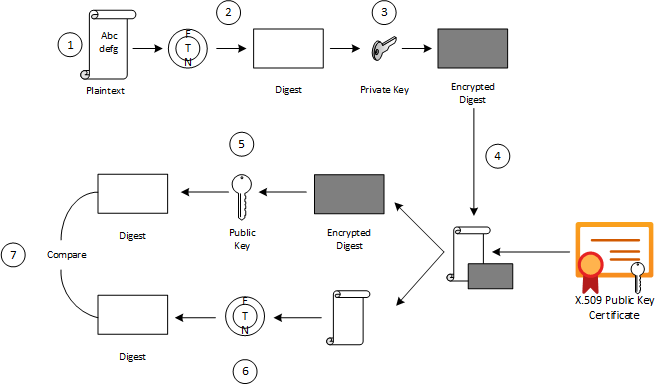 1
Abc
defg
Plaintext
F
T
N
2
Digest
3
Private Key
Encrypted
Digest
4
5
Digest
Public
Key
Encrypted
Digest
7
Compare
X.509 Public Key
Certificate
F
T
N
Digest
6